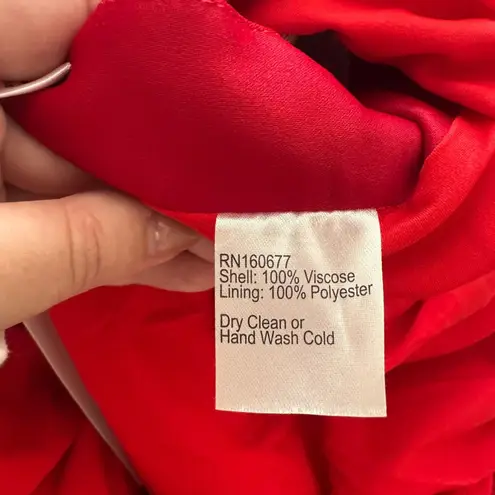 RN160677
Shell: 100% Viscose
Lining: 100% Polyester
Dry Clean or
Hand Wash Cold